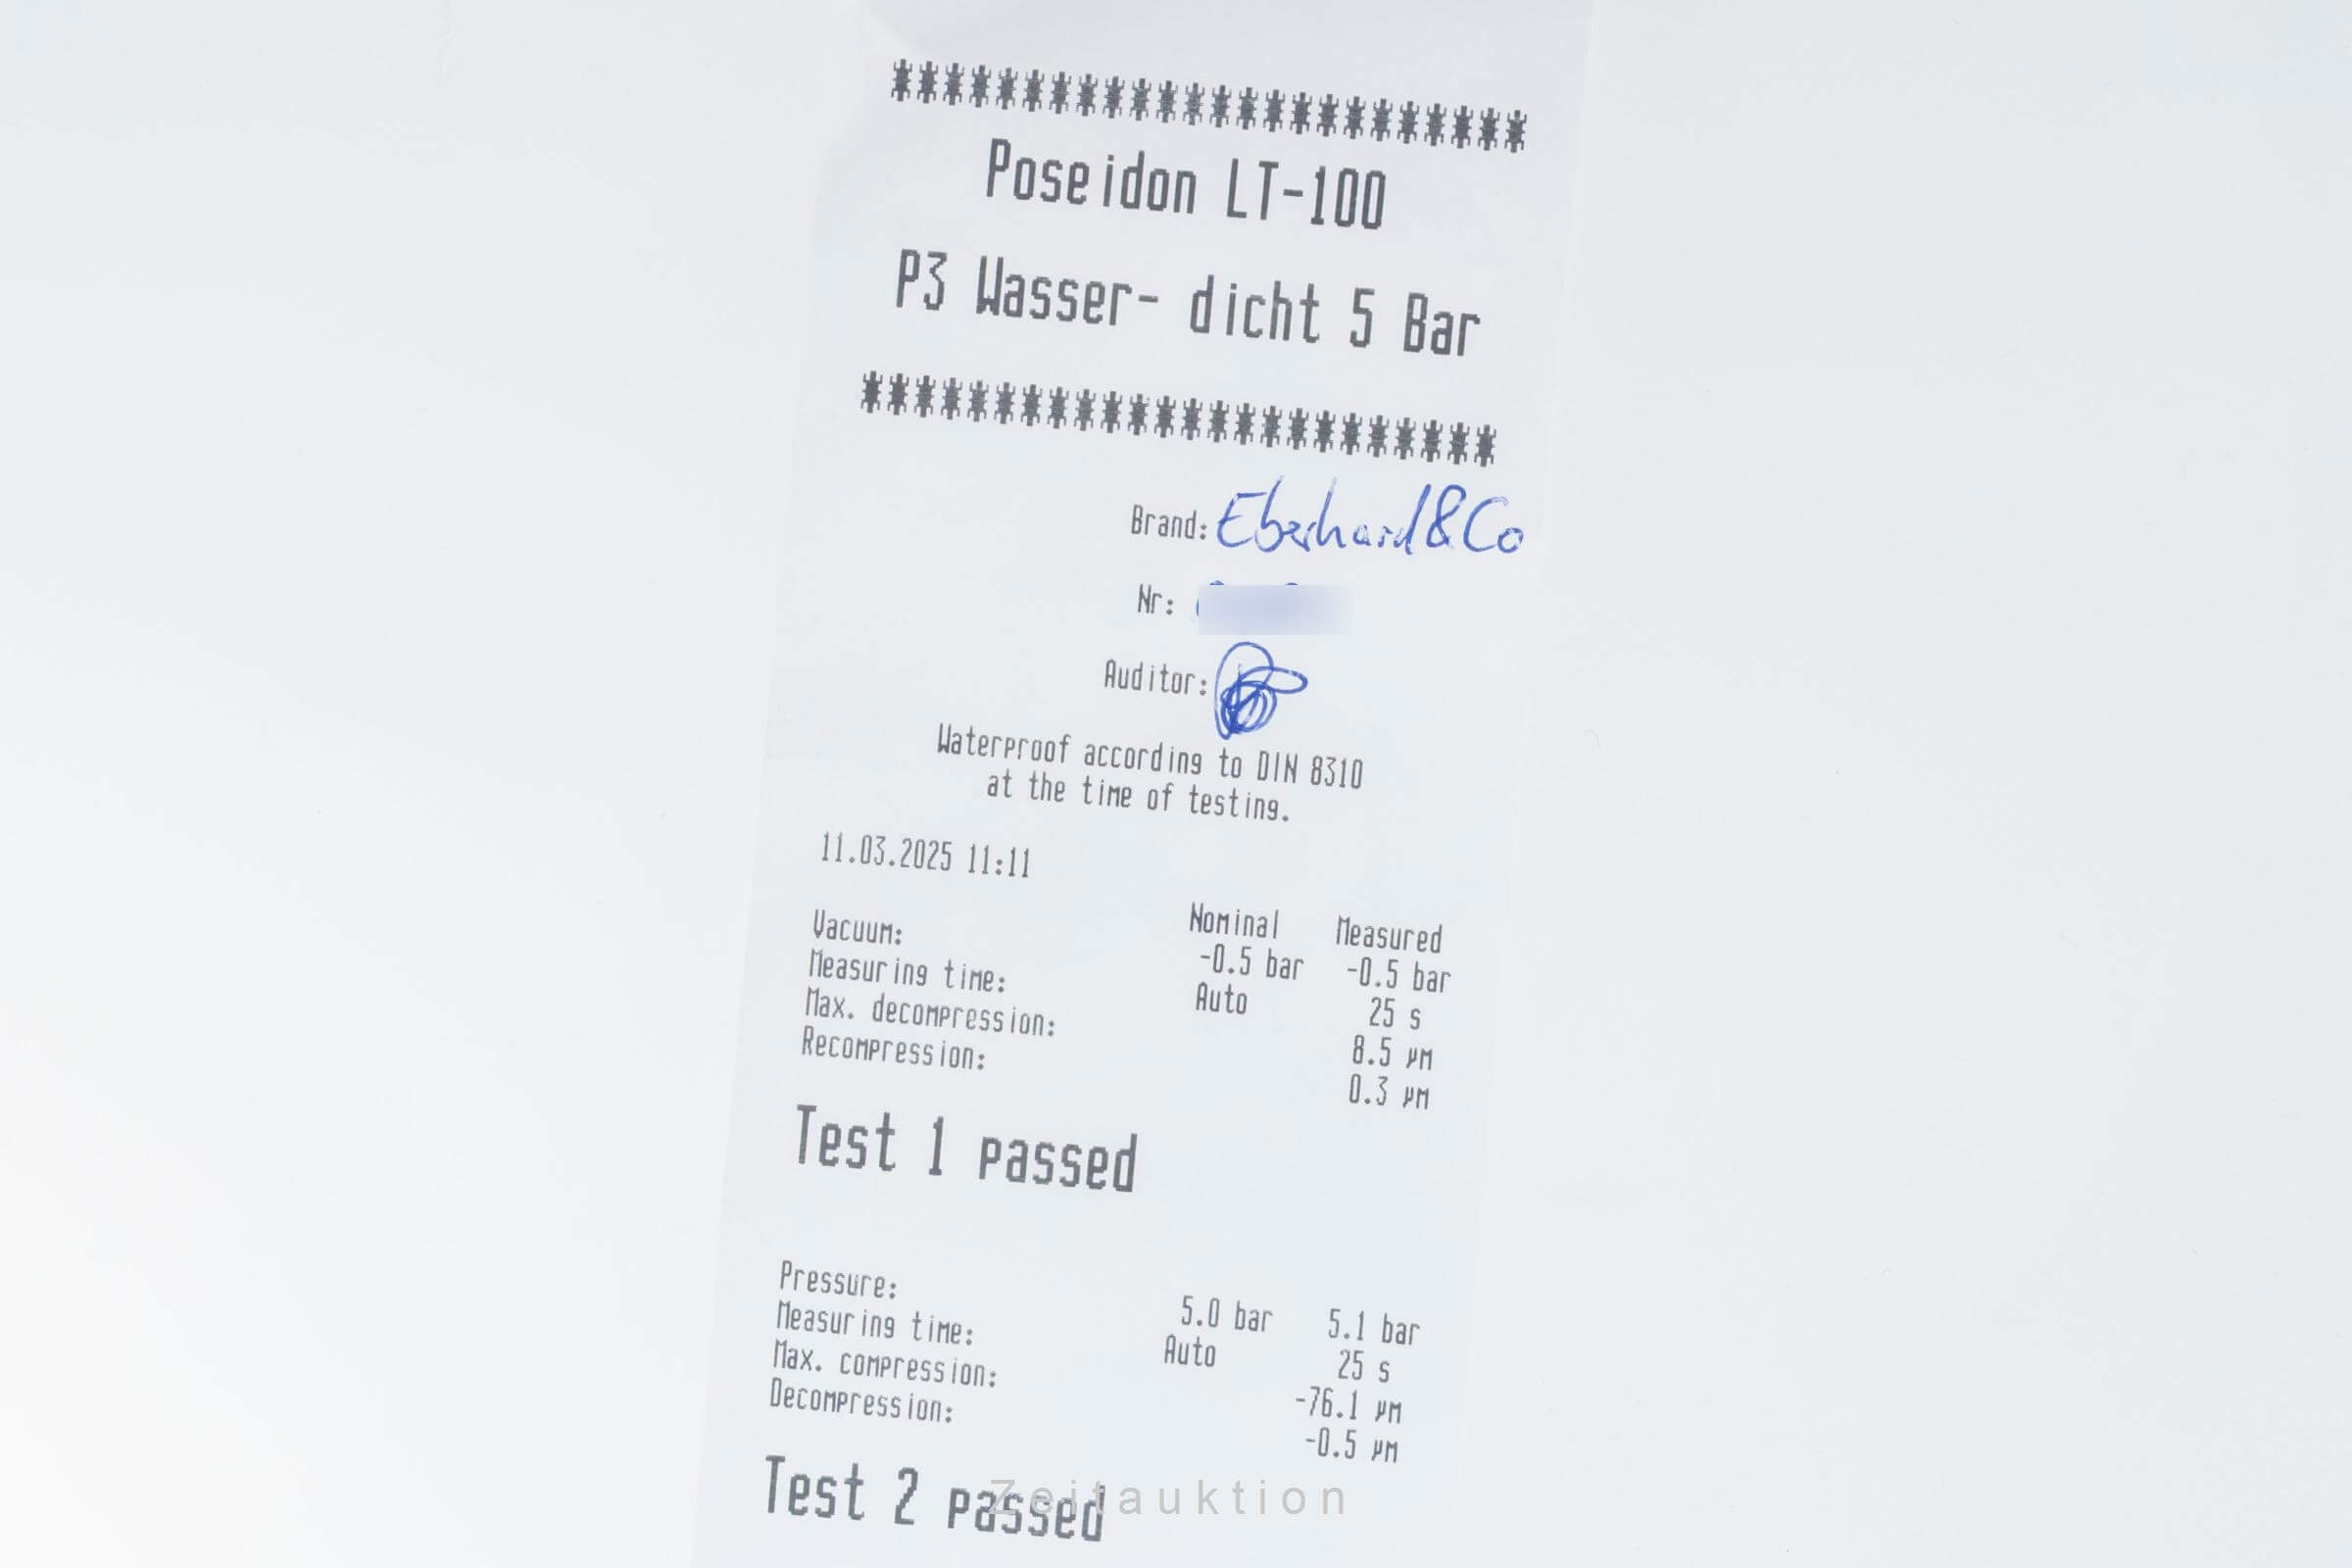 ************************
Poseidon LT-100
P3 Wasser- dicht 5 Bar
************************
Brand: Eberhard & Co
Nr:
Auditor:
Waterproof according to DIN 8310
at the time of testing.
11.03.2025 11:11
Nominal Measured
Vacuum: -0.5 bar -0.5 bar
Measuring time: Auto 25 s
Max. decompression: 8.5 µm
Recompression: 0.3 µm
Test 1 passed
Pressure: 5.0 bar 5.1 bar
Measuring time: Auto 25 s
Max. compression: -76.1 µm
Decompression: -0.5 µm
Test 2 passed
Zeitauktion